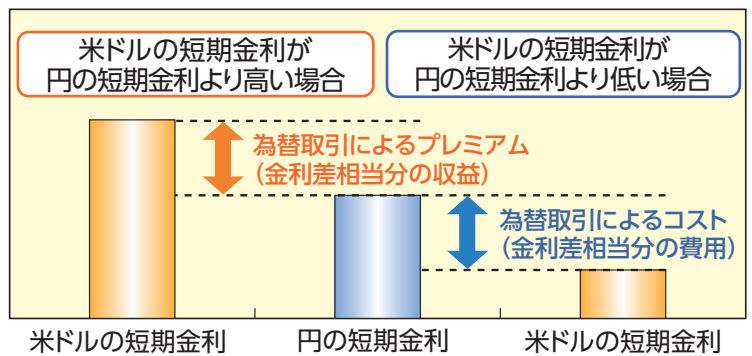 米ドルの短期金利が
円の短期金利より高い場合
米ドルの短期金利が
円の短期金利より低い場合
為替取引によるプレミアム
（金利差相当分の収益）
為替取引によるコスト
（金利差相当分の費用）
米ドルの短期金利
円の短期金利
米ドルの短期金利